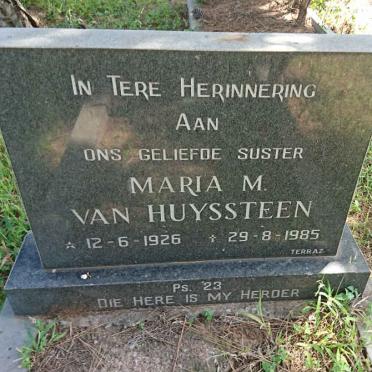 In Tere Herinnering
Aan
ons geliefde suster
Maria M.
van Huyssteen
* 12-6-1926 + 29-8-1985
Terraz.
Ps. 23
Die Here is my Herder